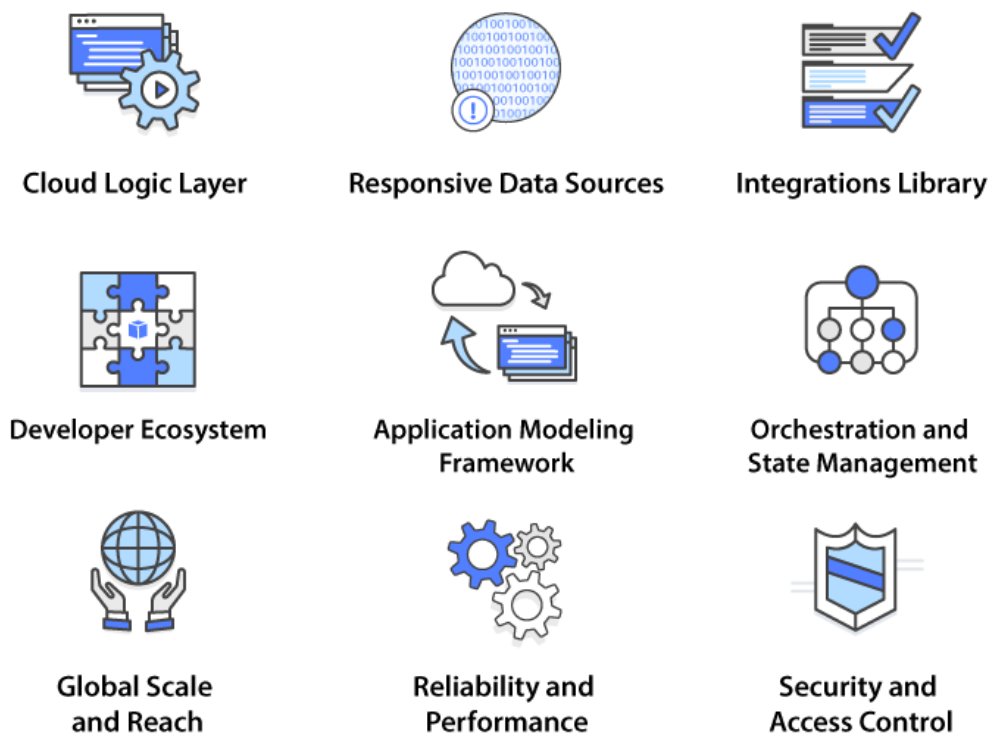 Cloud Logic Layer
Responsive Data Sources
Integrations Library
Developer Ecosystem
Application Modeling
Framework
Orchestration and
State Management
Global Scale
and Reach
Reliability and
Performance
Security and
Access Control